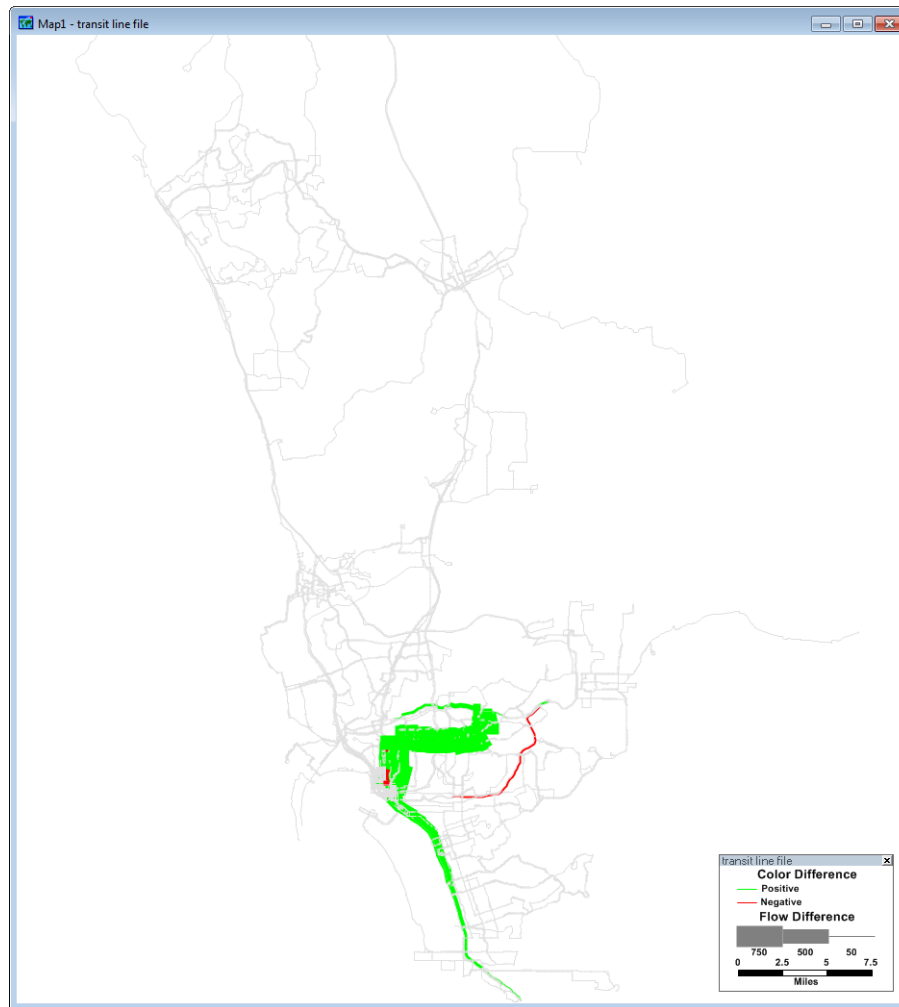 Map1 - transit line file
transit line file
Color Difference
Positive
Negative
Flow Difference
750 500 50
0 2.5 5 7.5
Miles